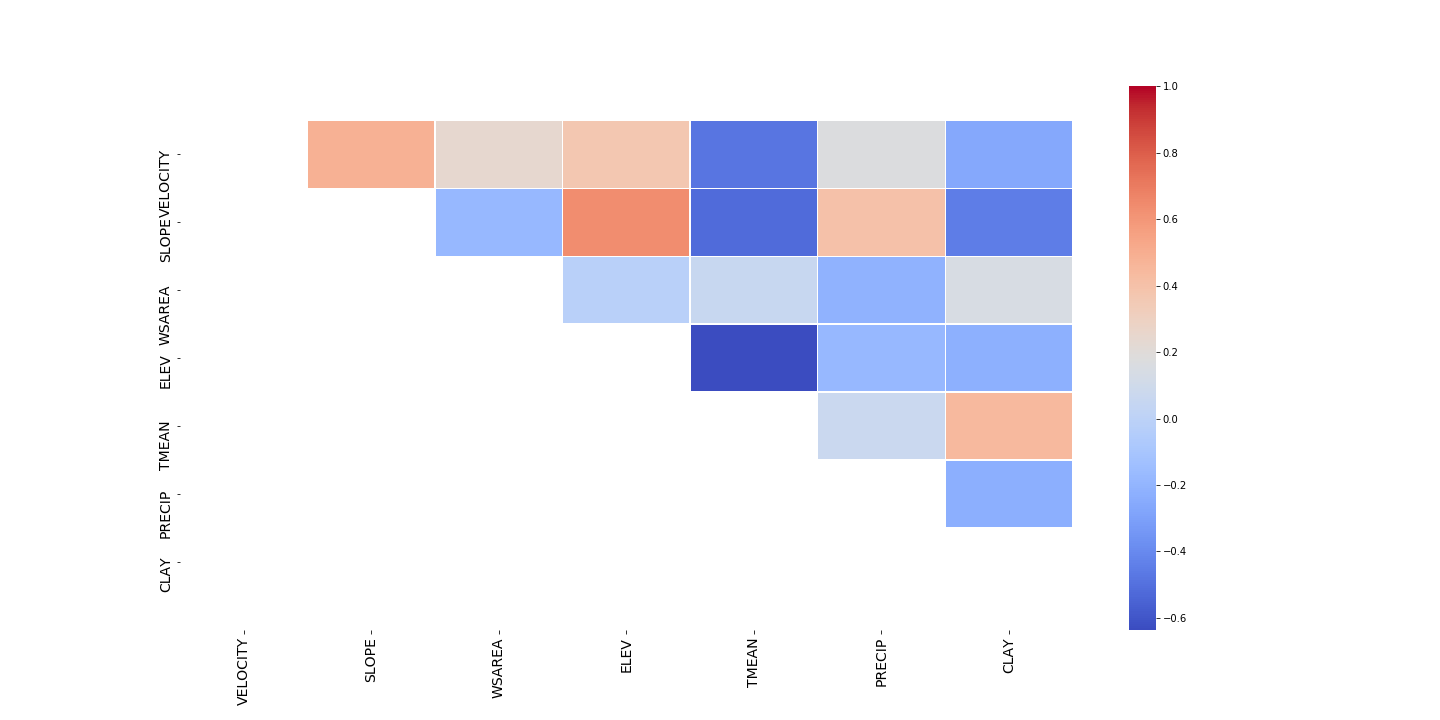 VELOCITY
SLOPE
WSAREA
ELEV
TMEAN
PRECIP
CLAY
VELOCITY
SLOPE
WSAREA
ELEV
TMEAN
PRECIP
CLAY
1.0
0.8
0.6
0.4
0.2
0.0
−0.2
−0.4
−0.6